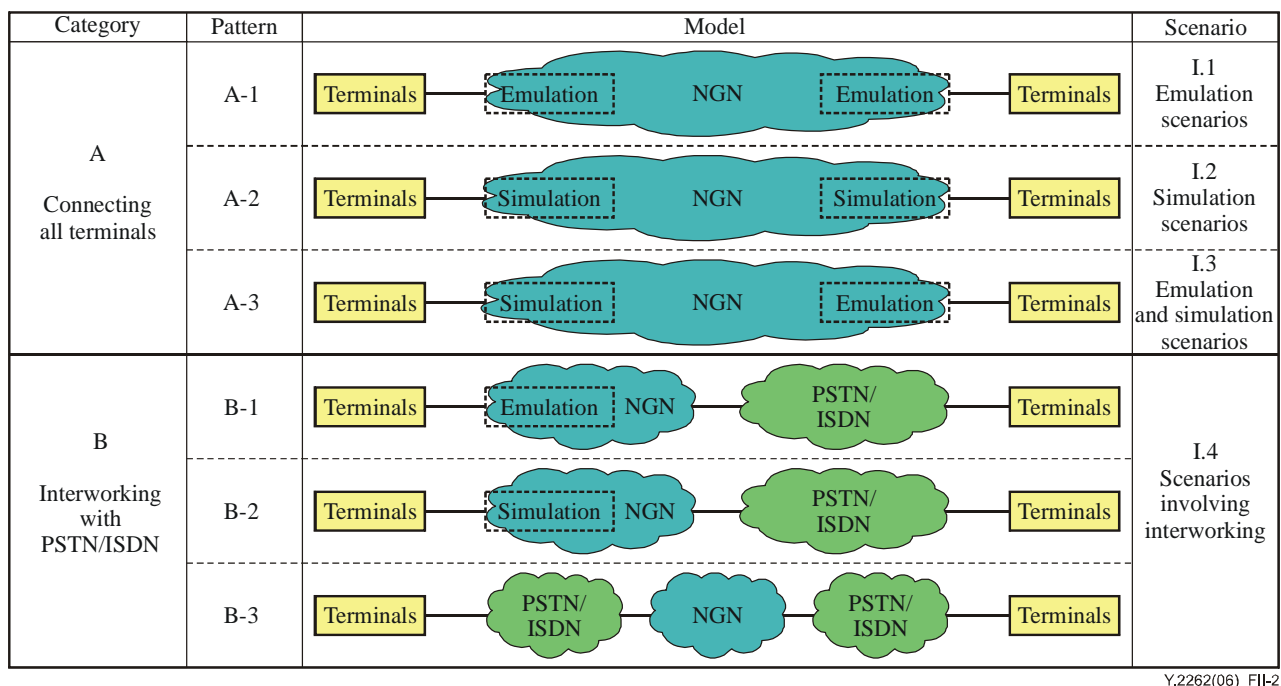 Category Pattern Model Scenario
A
Connecting
all terminals
A-1
Terminals Emulation NGN Emulation Terminals
I.1
Emulation
scenarios
A-2
Terminals Simulation NGN Simulation Terminals
I.2
Simulation
scenarios
A-3
Terminals Simulation NGN Emulation Terminals
I.3
Emulation
and simulation
scenarios
B
Interworking
with
PSTN/ISDN
B-1
Terminals Emulation NGN PSTN/
ISDN Terminals
B-2
Terminals Simulation NGN PSTN/
ISDN Terminals
B-3
Terminals PSTN/
ISDN NGN PSTN/
ISDN Terminals
I.4
Scenarios
involving
interworking
Y.2262(06)_FII-2